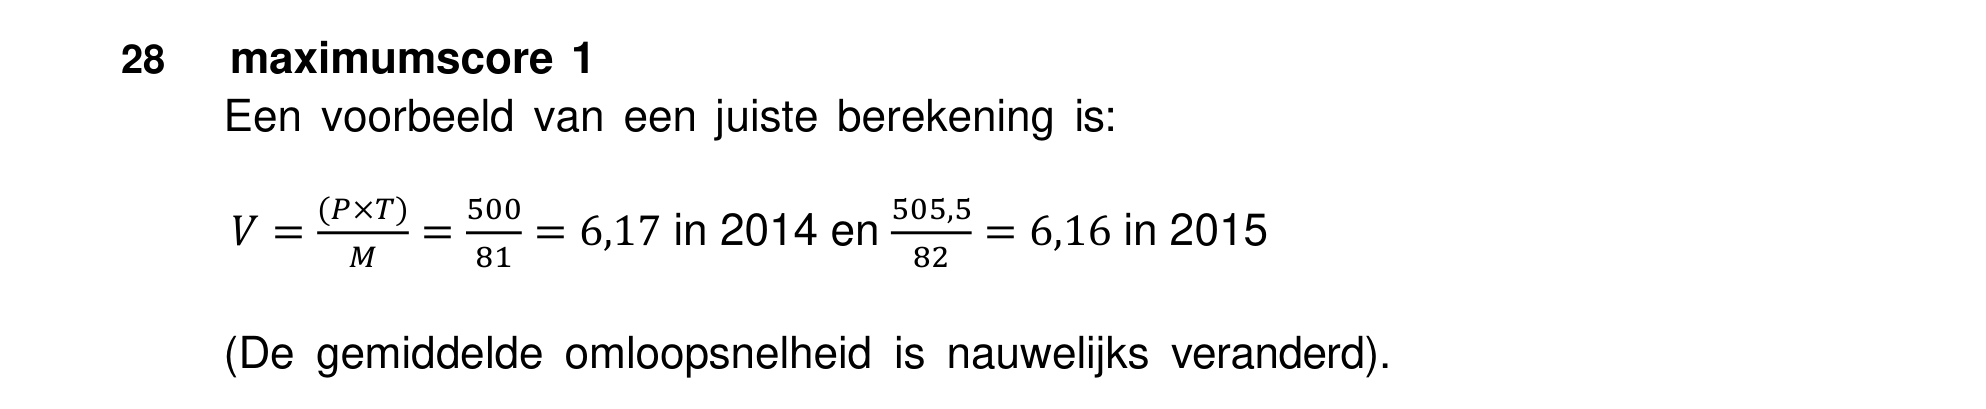 28 maximumscore 1
Een voorbeeld van een juiste berekening is:
V = (P×T)/M = 500/81 = 6,17 in 2014 en 505,5/82 = 6,16 in 2015
(De gemiddelde omloopsnelheid is nauwelijks veranderd).